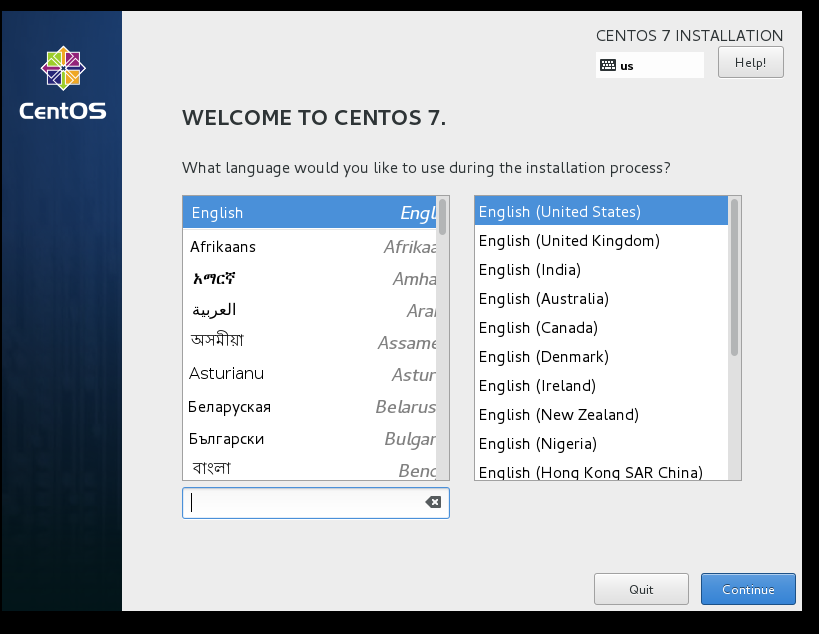 CentOS
CENTOS 7 INSTALLATION
us
Help!
WELCOME TO CENTOS 7.
What language would you like to use during the installation process?
English Engl
Afrikaans Afrikaa
አማርኛ Amha
العربية Ara
অসমীয়া Assame
Asturianu Astur
Беларуская Belarus
Български Bulgar
বাংলা Beng
English (United States)
English (United Kingdom)
English (India)
English (Australia)
English (Canada)
English (Denmark)
English (Ireland)
English (New Zealand)
English (Nigeria)
English (Hong Kong SAR China)
Quit
Continue